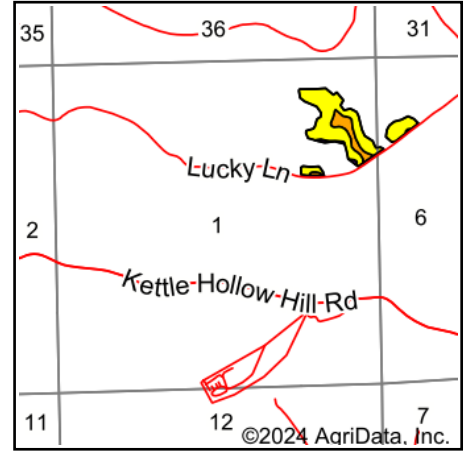 35 36 31
Lucky Ln
2 1 6
Kettle Hollow Hill Rd
11 12 7
©2024 AgriData, Inc.